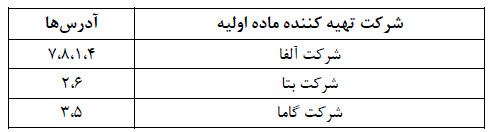 شرکت تهیه کننده ماده اولیه	آدرس‌ها
شرکت آلفا	۷،۸،۱،۴
شرکت بتا	۲،۶
شرکت گاما	۳،۵